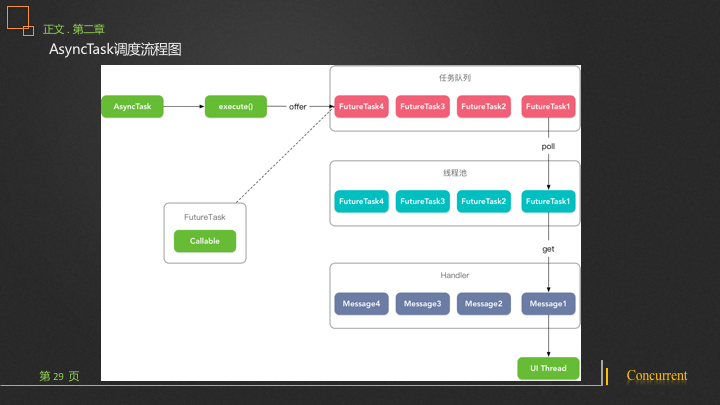 正文 . 第二章
AsyncTask调度流程图
任务队列
AsyncTask
execute()
offer
FutureTask4
FutureTask3
FutureTask2
FutureTask1
poll
线程池
FutureTask4
FutureTask3
FutureTask2
FutureTask1
FutureTask
Callable
get
Handler
Message4
Message3
Message2
Message1
UI Thread
第 29 页
Concurrent